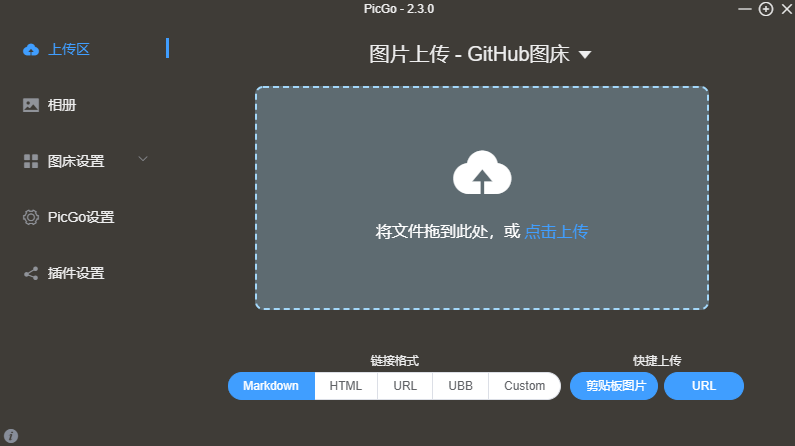 PicGo - 2.3.0
上传区
相册
图床设置
PicGo设置
插件设置
图片上传 - GitHub图床
将文件拖到此处，或 点击上传
链接格式
Markdown HTML URL UBB Custom
快捷上传
剪贴板图片 URL